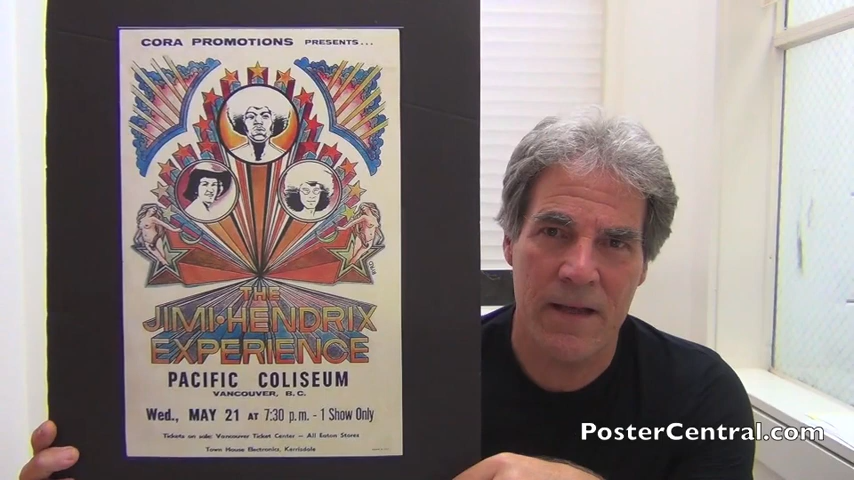 CORA PROMOTIONS PRESENTS...
THE
JIMI·HENDRIX
EXPERIENCE
PACIFIC COLISEUM
VANCOUVER, B.C.
Wed., MAY 21 AT 7:30 p.m. - 1 Show Only
Tickets on sale: Vancouver Ticket Center — All Eaton Stores
Town House Electronics, Kerrisdale
PosterCentral.com